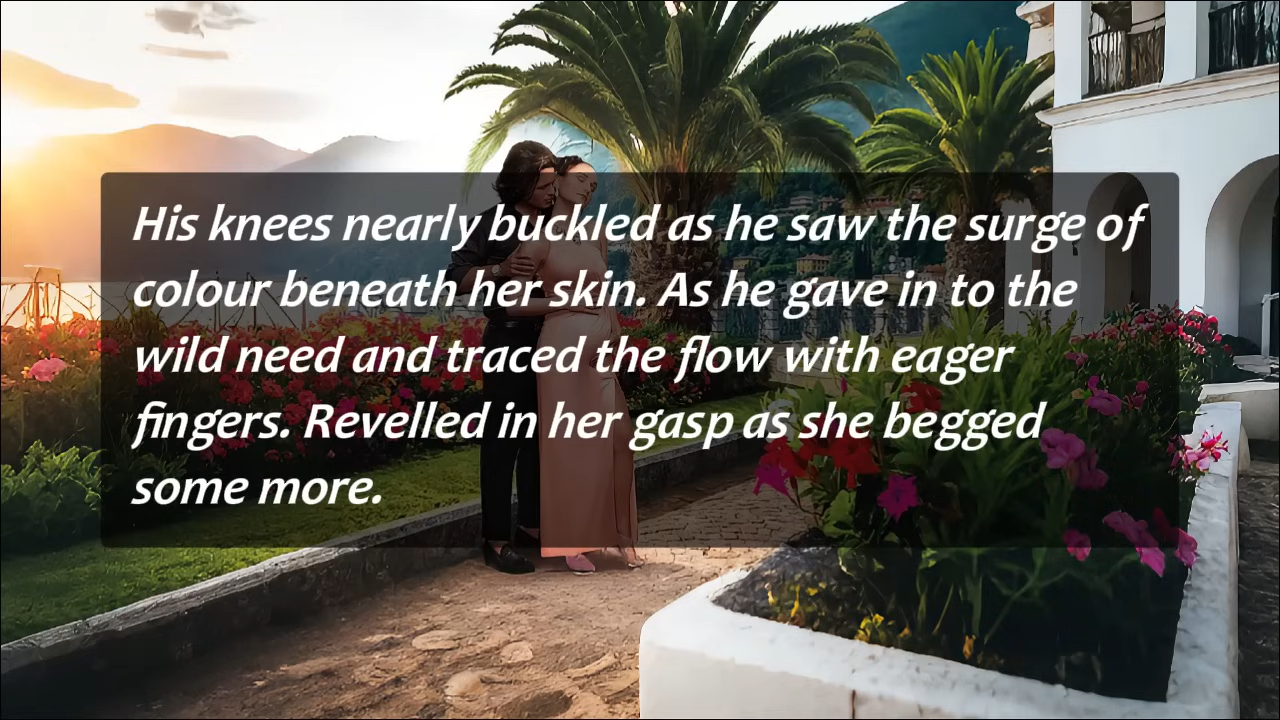 His knees nearly buckled as he saw the surge of
colour beneath her skin. As he gave in to the
wild need and traced the flow with eager
fingers. Revelled in her gasp as she begged
some more.